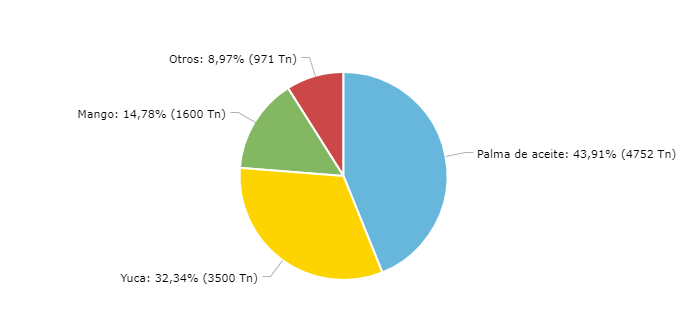 Otros: 8,97% (971 Tn)
Mango: 14,78% (1600 Tn)
Palma de aceite: 43,91% (4752 Tn)
Yuca: 32,34% (3500 Tn)